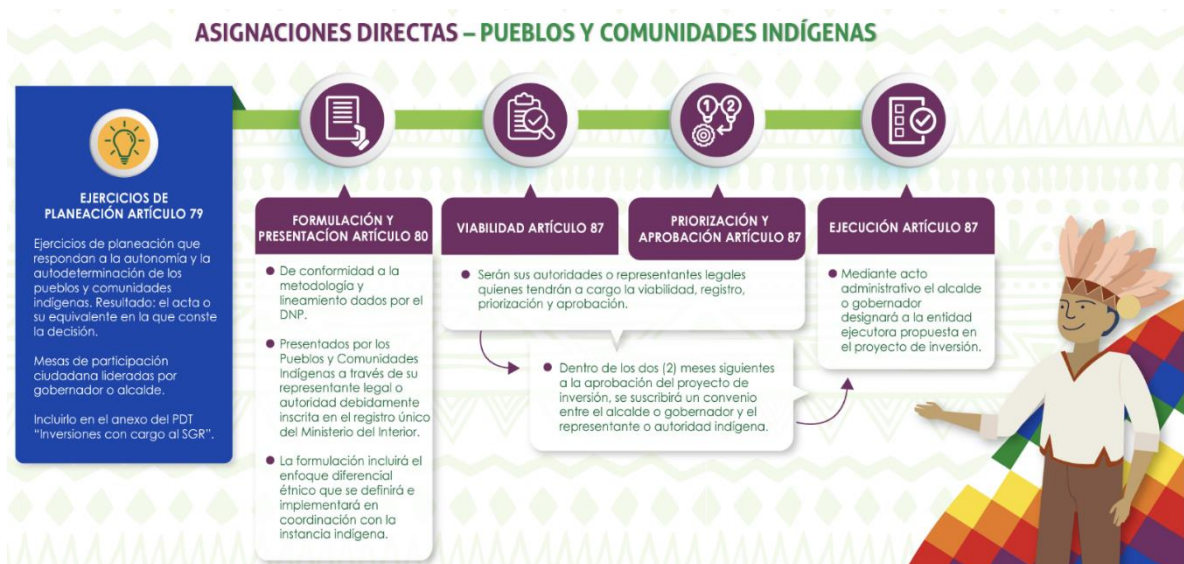 ASIGNACIONES DIRECTAS – PUEBLOS Y COMUNIDADES INDÍGENAS
EJERCICIOS DE
PLANEACIÓN ARTÍCULO 79
Ejercicios de planeación que
respondan a la autonomía y la
autodeterminación de los
pueblos y comunidades
indígenas. Resultado: el acta o
su equivalente en la que conste
la decisión.
Mesas de participación
ciudadana lideradas por
gobernador o alcalde.
Incluirlo en el anexo del PDT
“Inversiones con cargo al SGR”.
FORMULACIÓN Y
PRESENTACÍON ARTÍCULO 80
De conformidad a la
metodología y
lineamiento dados por el
DNP.
Presentados por los
Pueblos y Comunidades
Indígenas a través de su
representante legal o
autoridad debidamente
inscrita en el registro único
del Ministerio del Interior.
La formulación incluirá el
enfoque diferencial
étnico que se definirá e
implementará en
coordinación con la
instancia indígena.
VIABILIDAD ARTÍCULO 87
1 2
PRIORIZACIÓN Y
APROBACIÓN ARTÍCULO 87
Serán sus autoridades o representantes legales
quienes tendrán a cargo la viabilidad, registro,
priorización y aprobación.
Dentro de los dos (2) meses siguientes
a la aprobación del proyecto de
inversión, se suscribirá un convenio
entre el alcalde o gobernador y el
representante o autoridad indígena.
EJECUCIÓN ARTÍCULO 87
Mediante acto
administrativo el alcalde
o gobernador
designará a la entidad
ejecutora propuesta en
el proyecto de inversión.